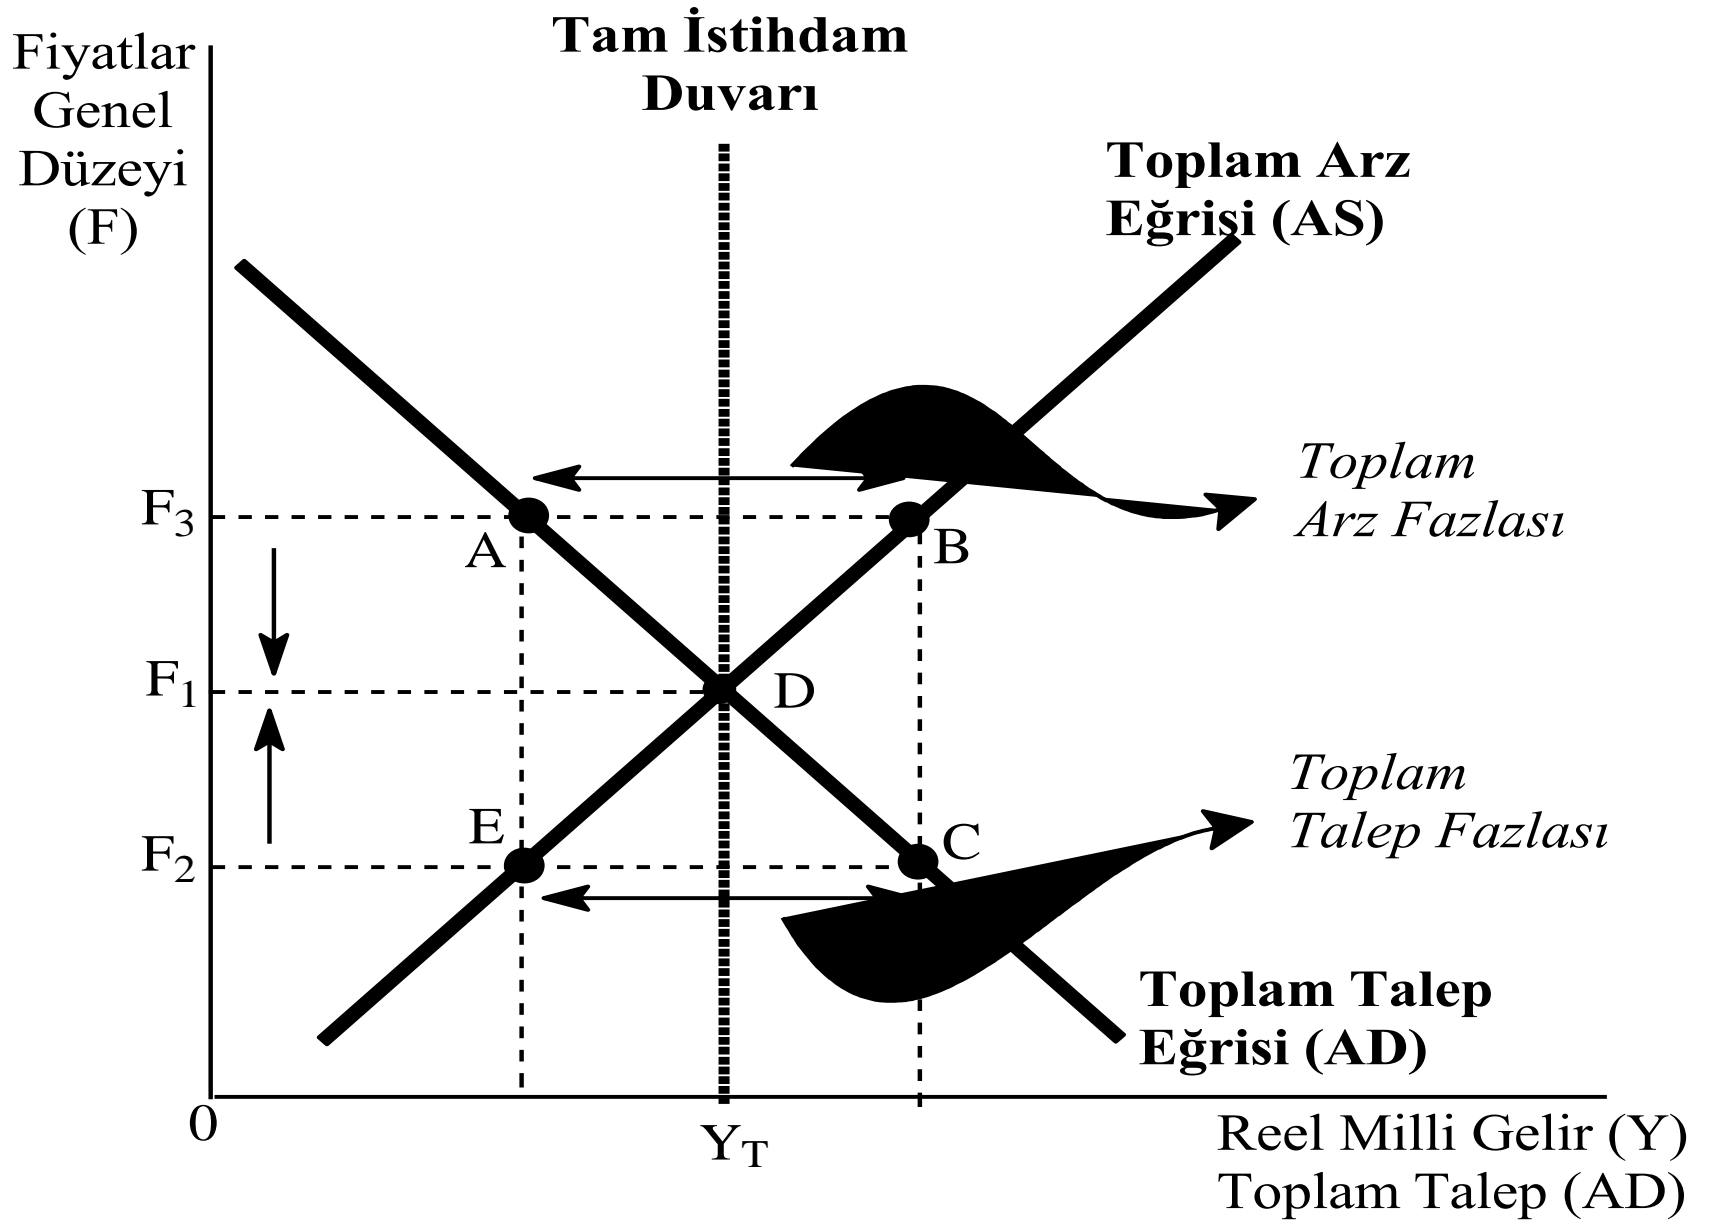 Tam İstihdam
Duvarı
Fiyatlar
Genel
Düzeyi
(F)
Toplam Arz
Eğrisi (AS)
Toplam
Arz Fazlası
F3
A
B
F1
D
Toplam
Talep Fazlası
E
C
F2
Toplam Talep
Eğrisi (AD)
0
YT
Reel Milli Gelir (Y)
Toplam Talep (AD)